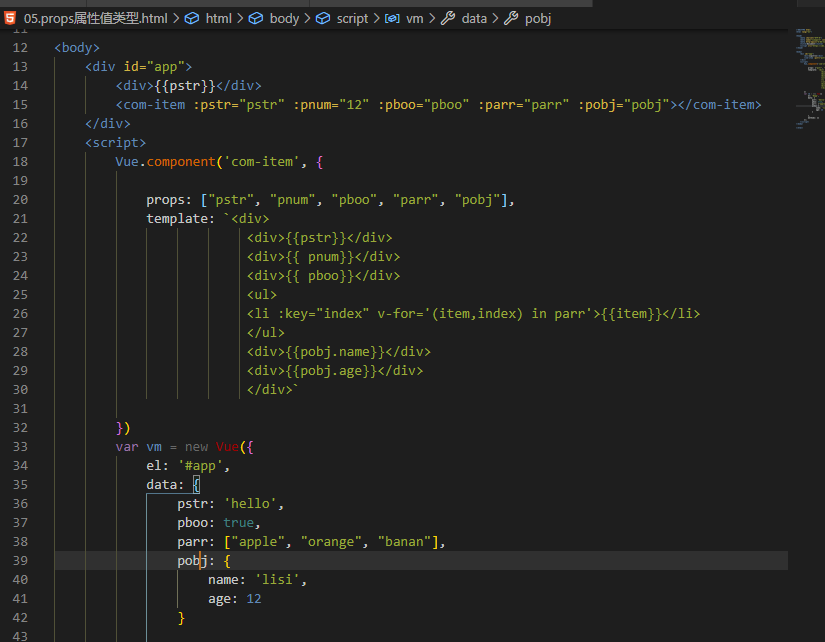 05.props属性值类型.html > html > body > script > vm > data > pobj
11
12 <body>
13 <div id="app">
14 <div>{{pstr}}</div>
15 <com-item :pstr="pstr" :pnum="12" :pboo="pboo" :parr="parr" :pobj="pobj"></com-item>
16 </div>
17 <script>
18 Vue.component('com-item', {
19
20 props: ["pstr", "pnum", "pboo", "parr", "pobj"],
21 template: `<div>
22 <div>{{pstr}}</div>
23 <div>{{ pnum}}</div>
24 <div>{{ pboo}}</div>
25 <ul>
26 <li :key="index" v-for='(item,index) in parr'>{{item}}</li>
27 </ul>
28 <div>{{pobj.name}}</div>
29 <div>{{pobj.age}}</div>
30 </div>`
31
32 })
33 var vm = new Vue({
34 el: '#app',
35 data: {
36 pstr: 'hello',
37 pboo: true,
38 parr: ["apple", "orange", "banan"],
39 pobj: {
40 name: 'lisi',
41 age: 12
42 }
43